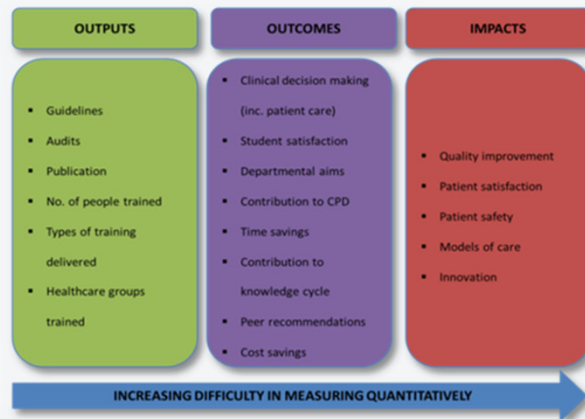 OUTPUTS
Guidelines
Audits
Publication
No. of people trained
Types of training
delivered
Healthcare groups
trained
OUTCOMES
Clinical decision making
(inc. patient care)
Student satisfaction
Departmental aims
Contribution to CPD
Time savings
Contribution to
knowledge cycle
Peer recommendations
Cost savings
IMPACTS
Quality improvement
Patient satisfaction
Patient safety
Models of care
Innovation
INCREASING DIFFICULTY IN MEASURING QUANTITATIVELY